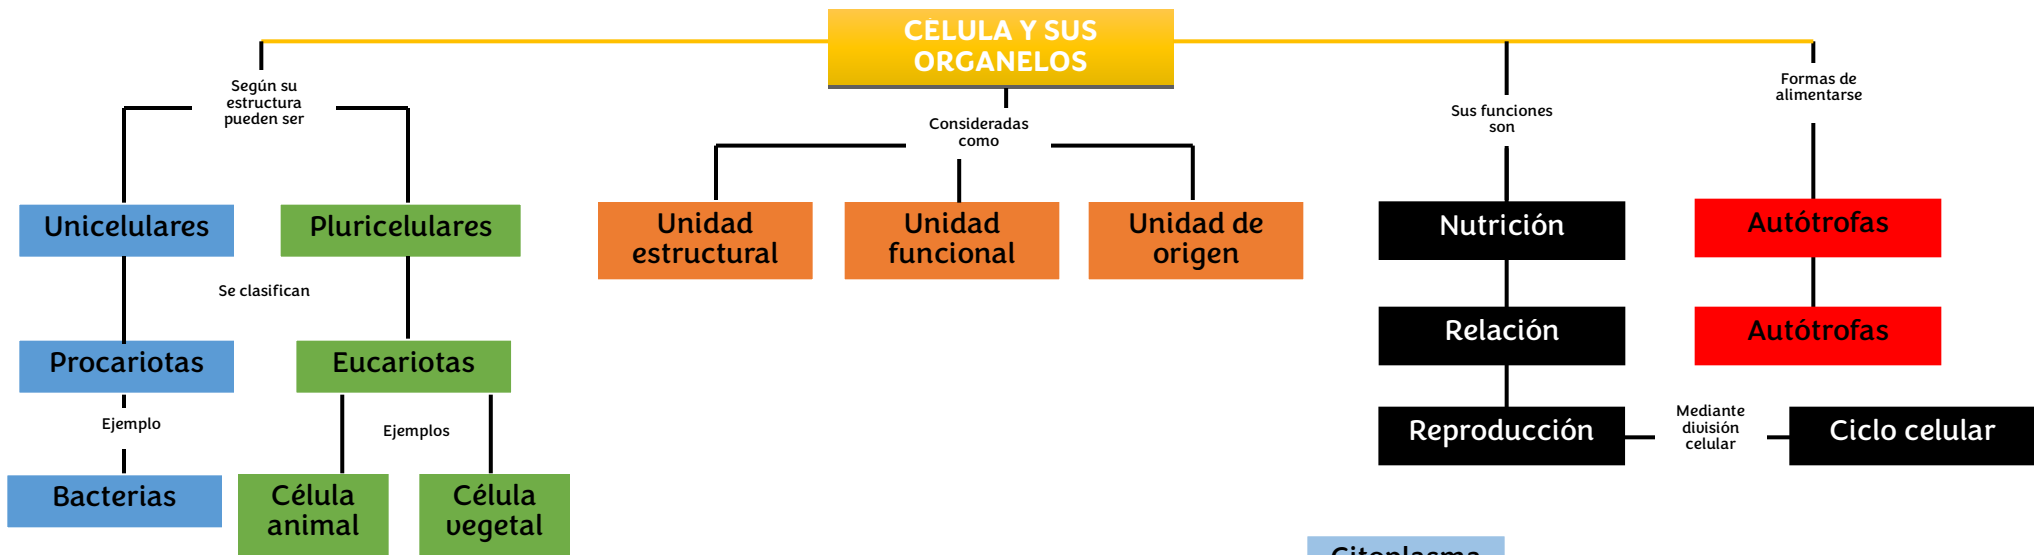 CÉLULA Y SUS
ORGANELOS
Según su
estructura
pueden ser
Consideradas
como
Sus funciones
son
Formas de
alimentarse
Unicelulares
Pluricelulares
Unidad
estructural
Unidad
funcional
Unidad de
origen
Nutrición
Autótrofas
Se clasifican
Procariotas
Eucariotas
Relación
Autótrofas
Ejemplo
Ejemplos
Reproducción
Mediante
división
celular
Ciclo celular
Bacterias
Célula
animal
Célula
vegetal
Citoplasma